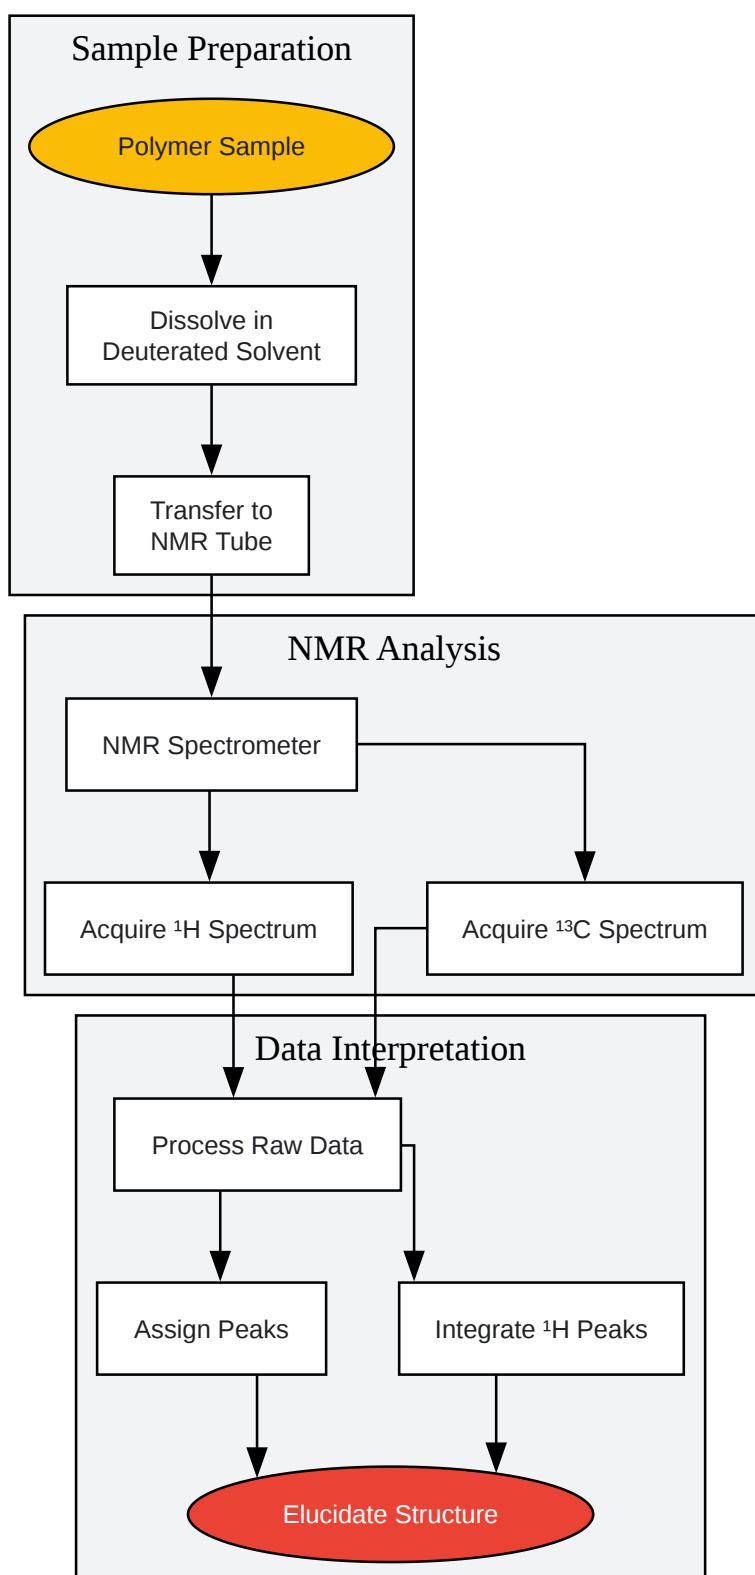 Sample Preparation
Polymer Sample
Dissolve in
Deuterated Solvent
Transfer to
NMR Tube
NMR Analysis
NMR Spectrometer
Acquire ¹H Spectrum
Acquire ¹³C Spectrum
Data Interpretation
Process Raw Data
Assign Peaks
Integrate ¹H Peaks
Elucidate Structure